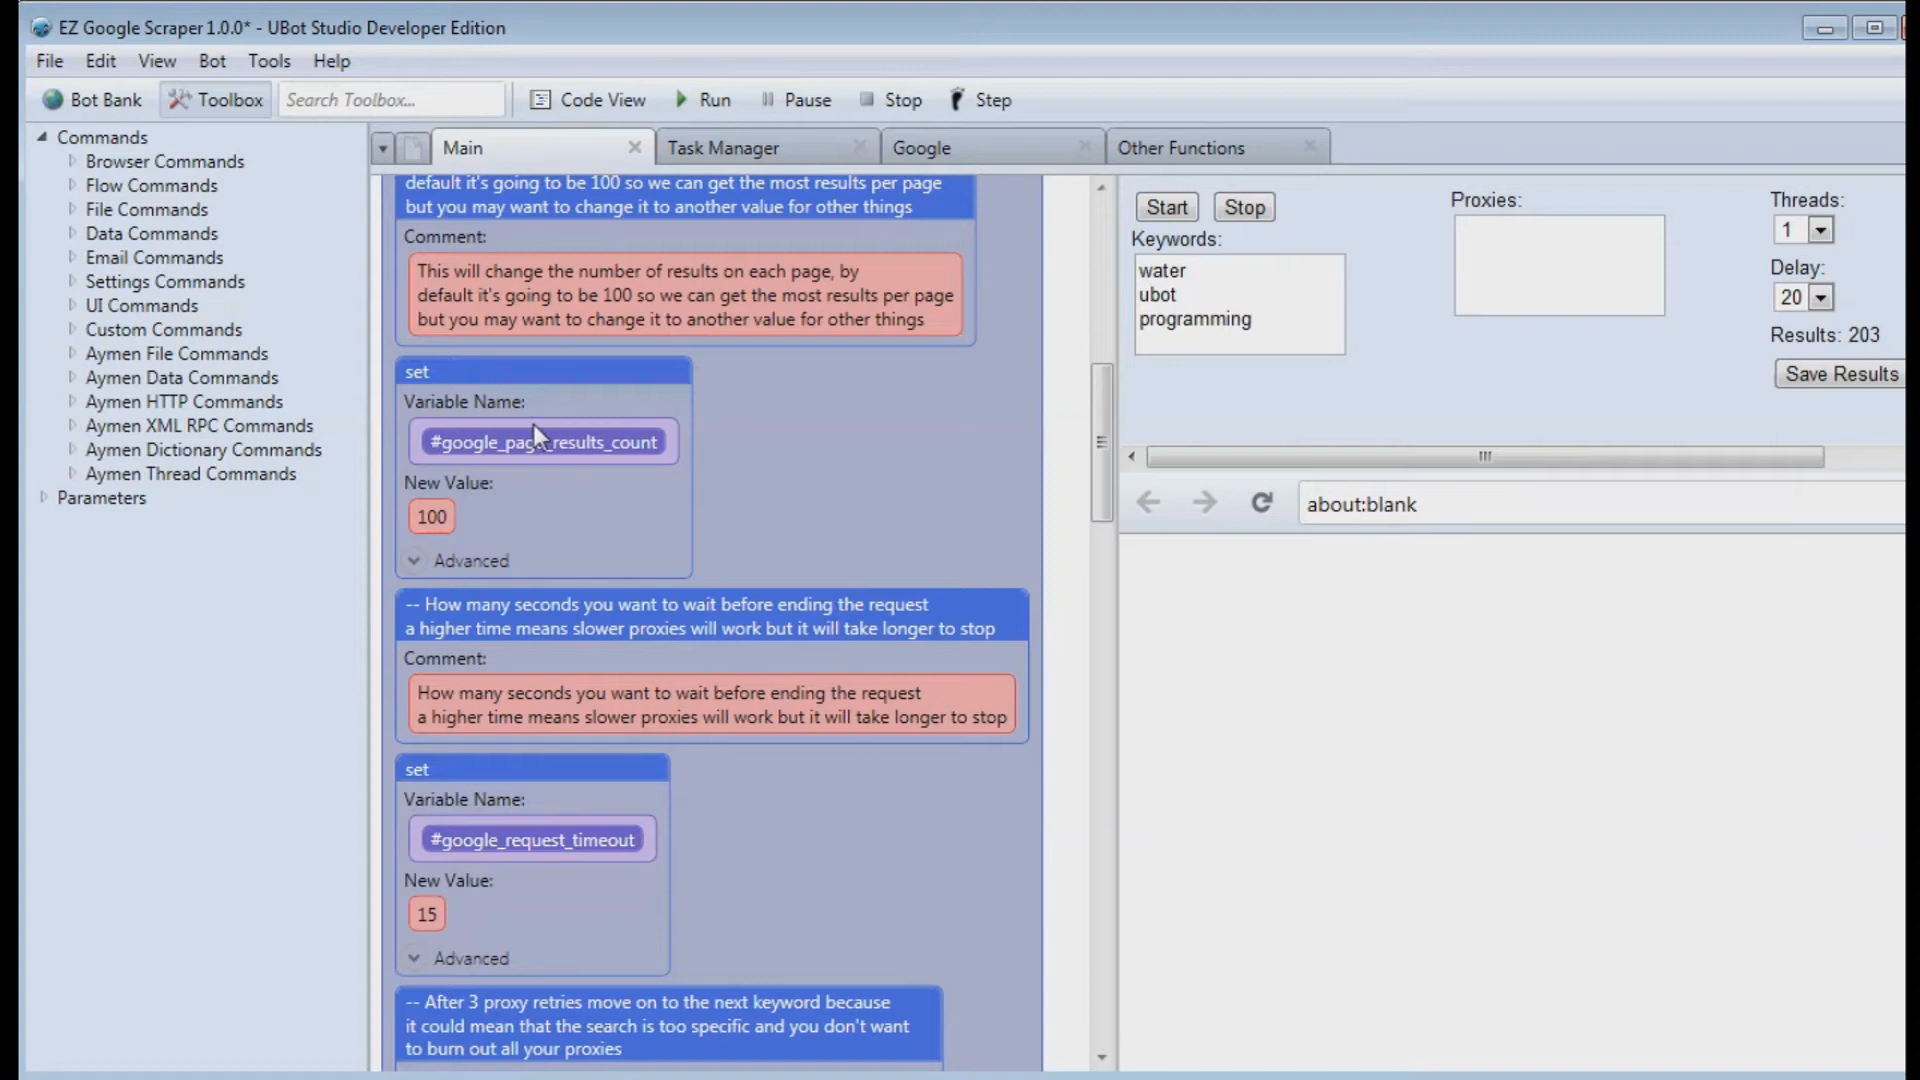 EZ Google Scraper 1.0.0* - UBot Studio Developer Edition
File Edit View Bot Tools Help
Bot Bank Toolbox Search Toolbox... Code View Run Pause Stop Step
Commands
Browser Commands
Flow Commands
File Commands
Data Commands
Email Commands
Settings Commands
UI Commands
Custom Commands
Aymen File Commands
Aymen Data Commands
Aymen HTTP Commands
Aymen XML RPC Commands
Aymen Dictionary Commands
Aymen Thread Commands
Parameters
Main Task Manager Google Other Functions
default it's going to be 100 so we can get the most results per page
but you may want to change it to another value for other things
Comment:
This will change the number of results on each page, by
default it's going to be 100 so we can get the most results per page
but you may want to change it to another value for other things
set
Variable Name:
#google_page_results_count
New Value:
100
Advanced
-- How many seconds you want to wait before ending the request
a higher time means slower proxies will work but it will take longer to stop
Comment:
How many seconds you want to wait before ending the request
a higher time means slower proxies will work but it will take longer to stop
set
Variable Name:
#google_request_timeout
New Value:
15
Advanced
-- After 3 proxy retries move on to the next keyword because
it could mean that the search is too specific and you don't want
to burn out all your proxies
Start Stop
Keywords:
water
ubot
programming
Proxies:
Threads:
1
Delay:
20
Results: 203
Save Results
about:blank